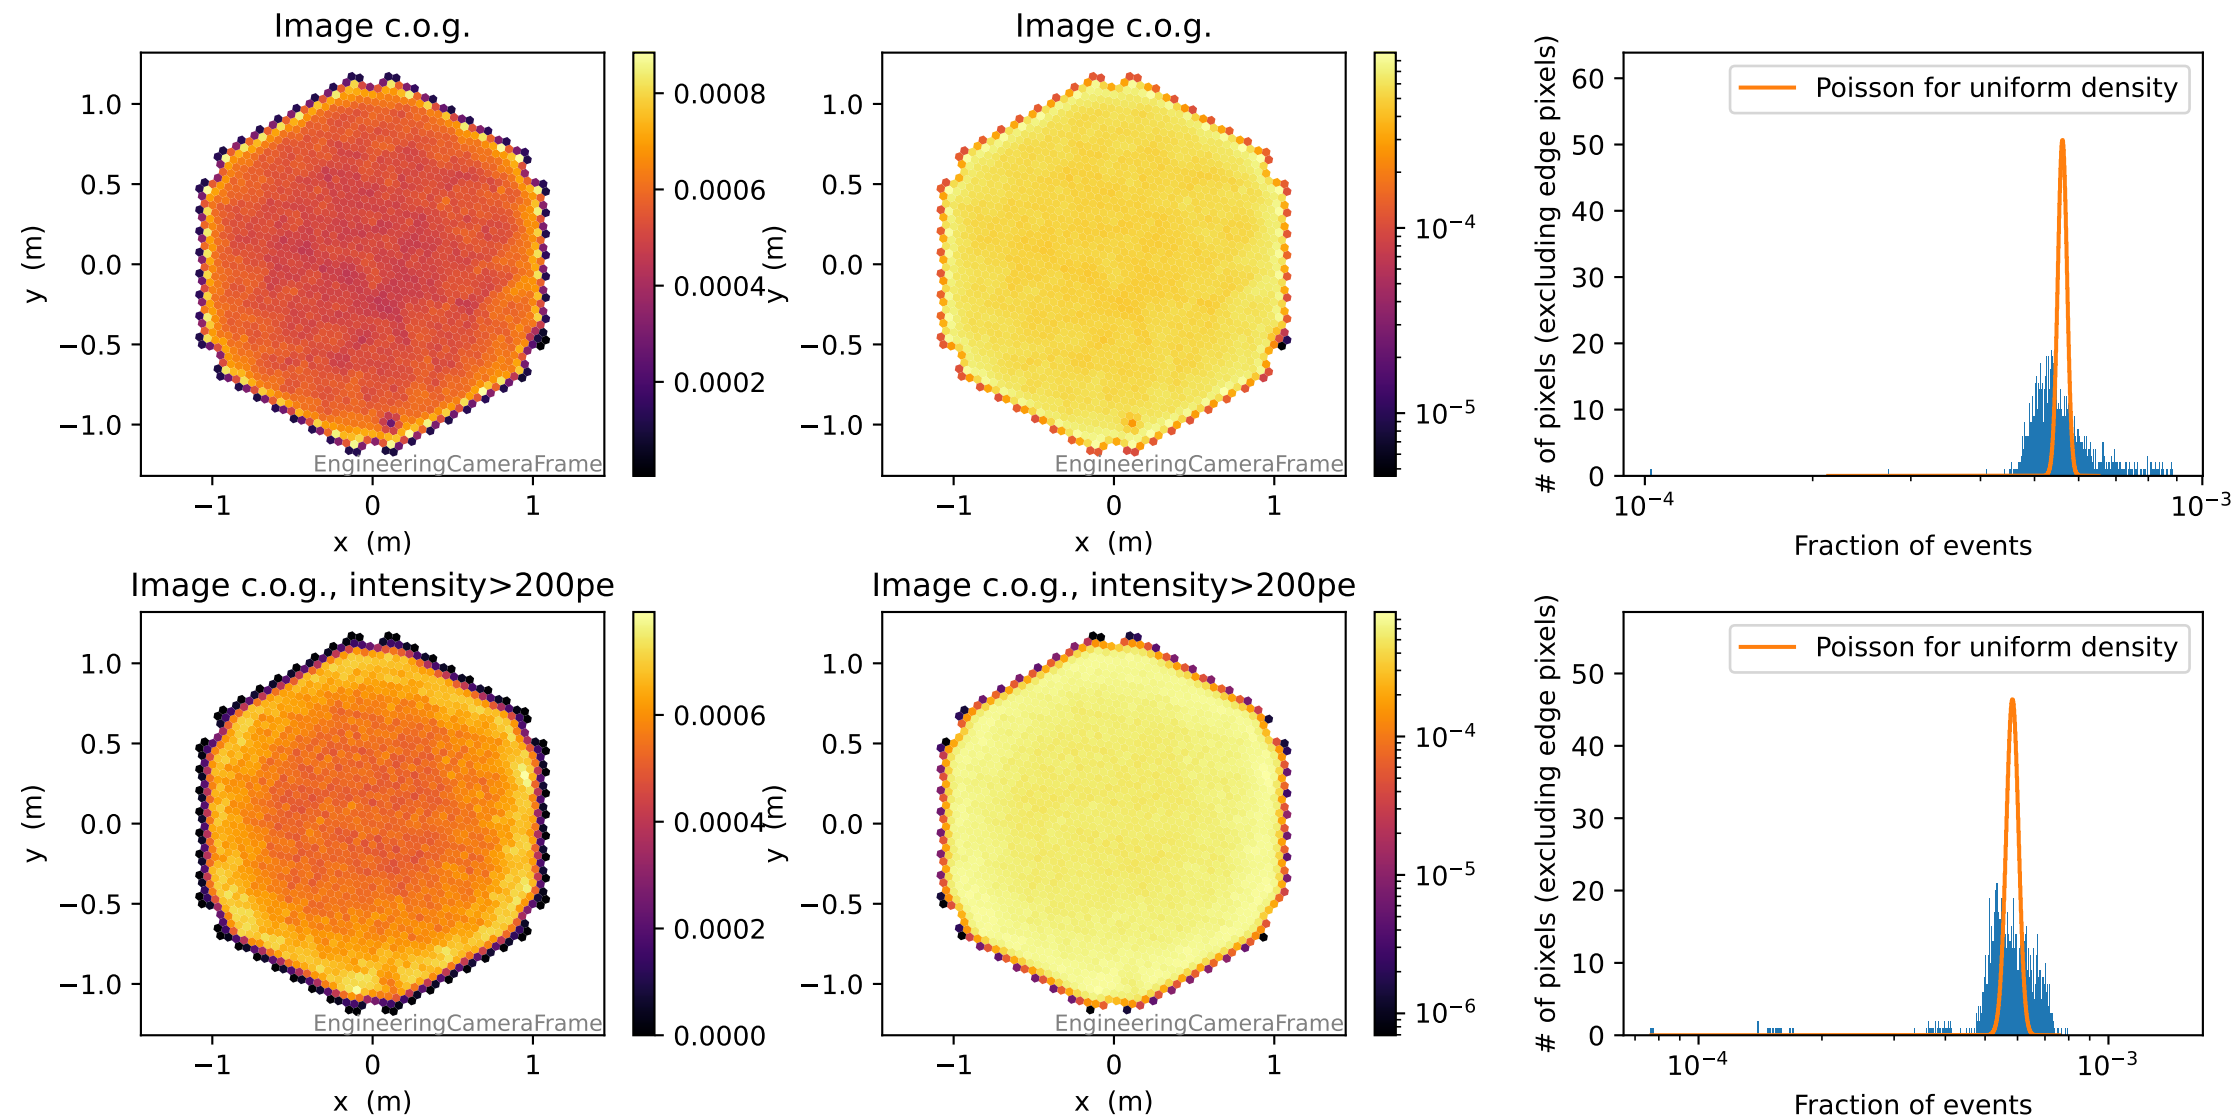 Image c.o.g.
1.0
0.5
0.0
−0.5
−1.0
y (m)
−1
0
1
x (m)
EngineeringCameraFrame
0.0008
0.0006
0.0004
0.0002
Image c.o.g.
1.0
0.5
0.0
−0.5
−1.0
y (m)
−1
0
1
x (m)
EngineeringCameraFrame
10−4
10−5
# of pixels (excluding edge pixels)
60
50
40
30
20
10
0
Poisson for uniform density
10−4
10−3
Fraction of events
Image c.o.g., intensity>200pe
1.0
0.5
0.0
−0.5
−1.0
y (m)
−1
0
1
x (m)
EngineeringCameraFrame
0.0006
0.0004
0.0002
0.0000
Image c.o.g., intensity>200pe
1.0
0.5
0.0
−0.5
−1.0
y (m)
−1
0
1
x (m)
EngineeringCameraFrame
10−4
10−5
10−6
# of pixels (excluding edge pixels)
50
40
30
20
10
0
Poisson for uniform density
10−4
10−3
Fraction of events